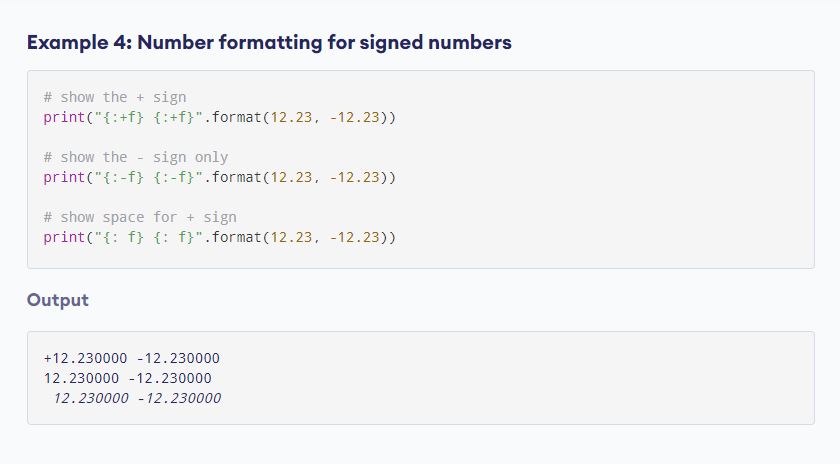 Example 4: Number formatting for signed numbers
# show the + sign
print("{:+f} {:+f}".format(12.23, -12.23))
# show the - sign only
print("{:-f} {:-f}".format(12.23, -12.23))
# show space for + sign
print("{: f} {: f}".format(12.23, -12.23))
Output
+12.230000 -12.230000
12.230000 -12.230000
 12.230000 -12.230000